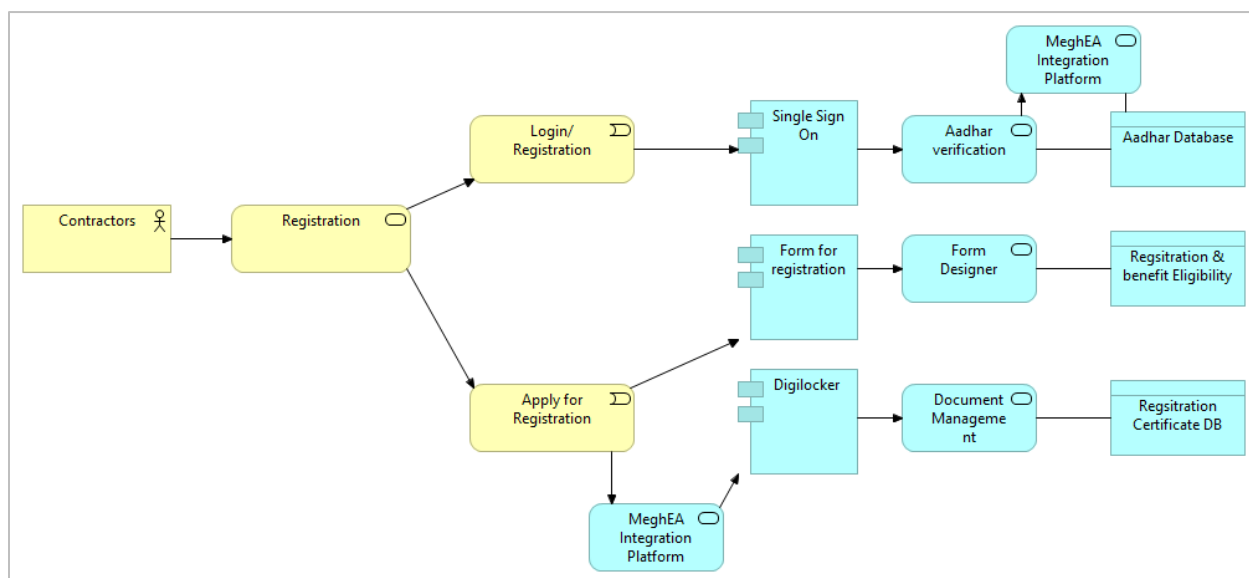 MeghEA
Integration
Platform
Login/
Registration
Single Sign
On
Aadhar
verification
Aadhar Database
Contractors
Registration
Form for
registration
Form
Designer
Regsitration &
benefit Eligibility
Apply for
Registration
Digilocker
Document
Manageme
nt
Regsitration
Certificate DB
MeghEA
Integration
Platform